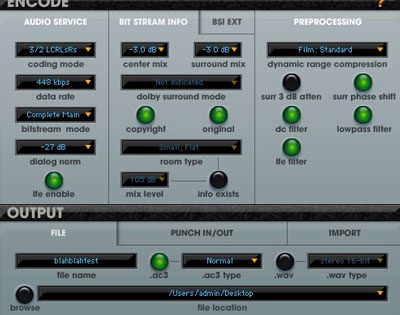 ENCODE ?
AUDIO SERVICE BIT STREAM INFO BSI EXT PREPROCESSING
3/2 LCRLsRs -3.0 dB -3.0 dB Film: Standard
coding mode center mix surround mix dynamic range compression
448 kbps Not Indicated
data rate dolby surround mode surr 3 dB atten surr phase shift
Complete Main
bitstream mode copyright original dc filter lowpass filter
-27 dB Small, Flat
dialog norm room type lfe filter
105 dB
lfe enable mix level info exists
OUTPUT
FILE PUNCH IN/OUT IMPORT
blahblahtest Normal stereo 16-bit
file name .ac3 .ac3 type .wav .wav type
/Users/admin/Desktop
browse file location